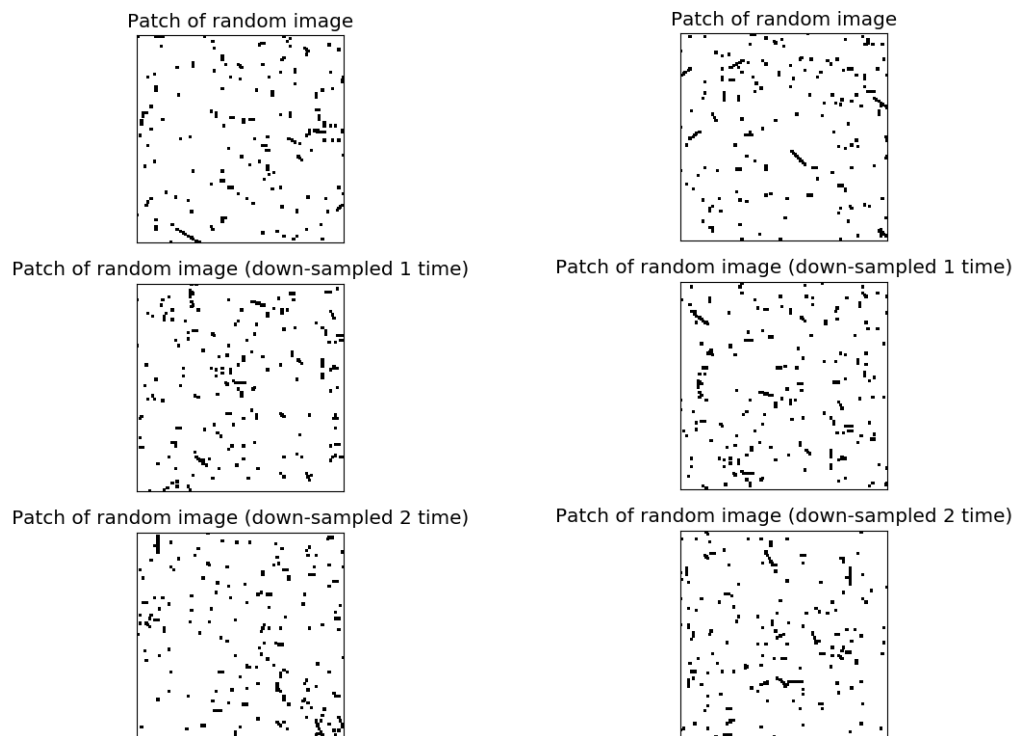 Patch of random image
Patch of random image
Patch of random image (down-sampled 1 time)
Patch of random image (down-sampled 1 time)
Patch of random image (down-sampled 2 time)
Patch of random image (down-sampled 2 time)